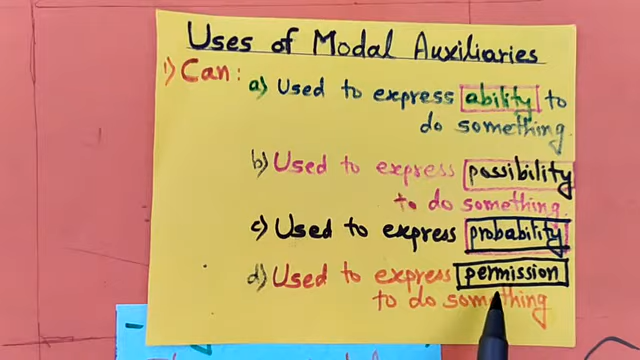 Uses of Modal Auxiliaries
1) Can:
a) Used to express ability to
do something.
b) Used to express possibility
to do something.
c) Used to express probability
d) Used to express permission
to do something